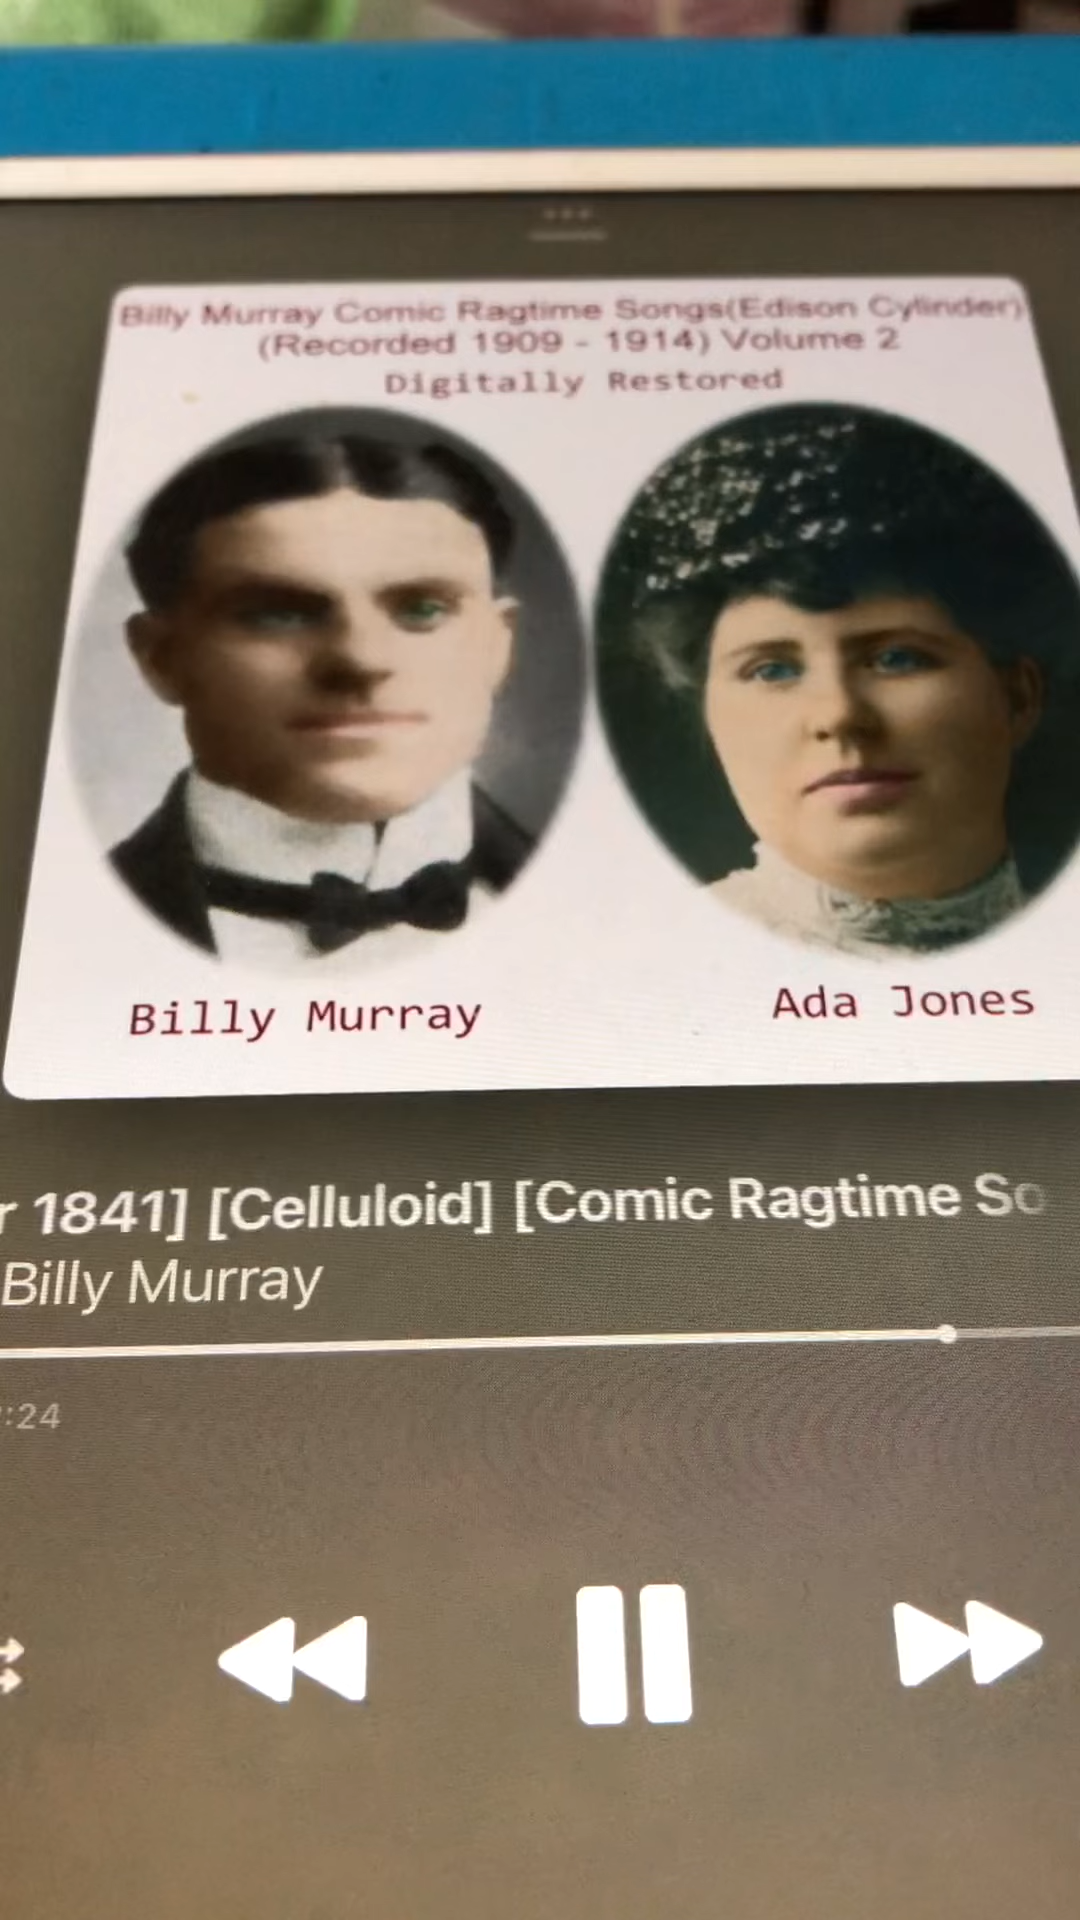 Billy Murray Comic Ragtime Songs(Edison Cylinder)
(Recorded 1909 - 1914) Volume 2
Digitally Restored
Billy Murray
Ada Jones
r 1841] [Celluloid] [Comic Ragtime So
Billy Murray
:24